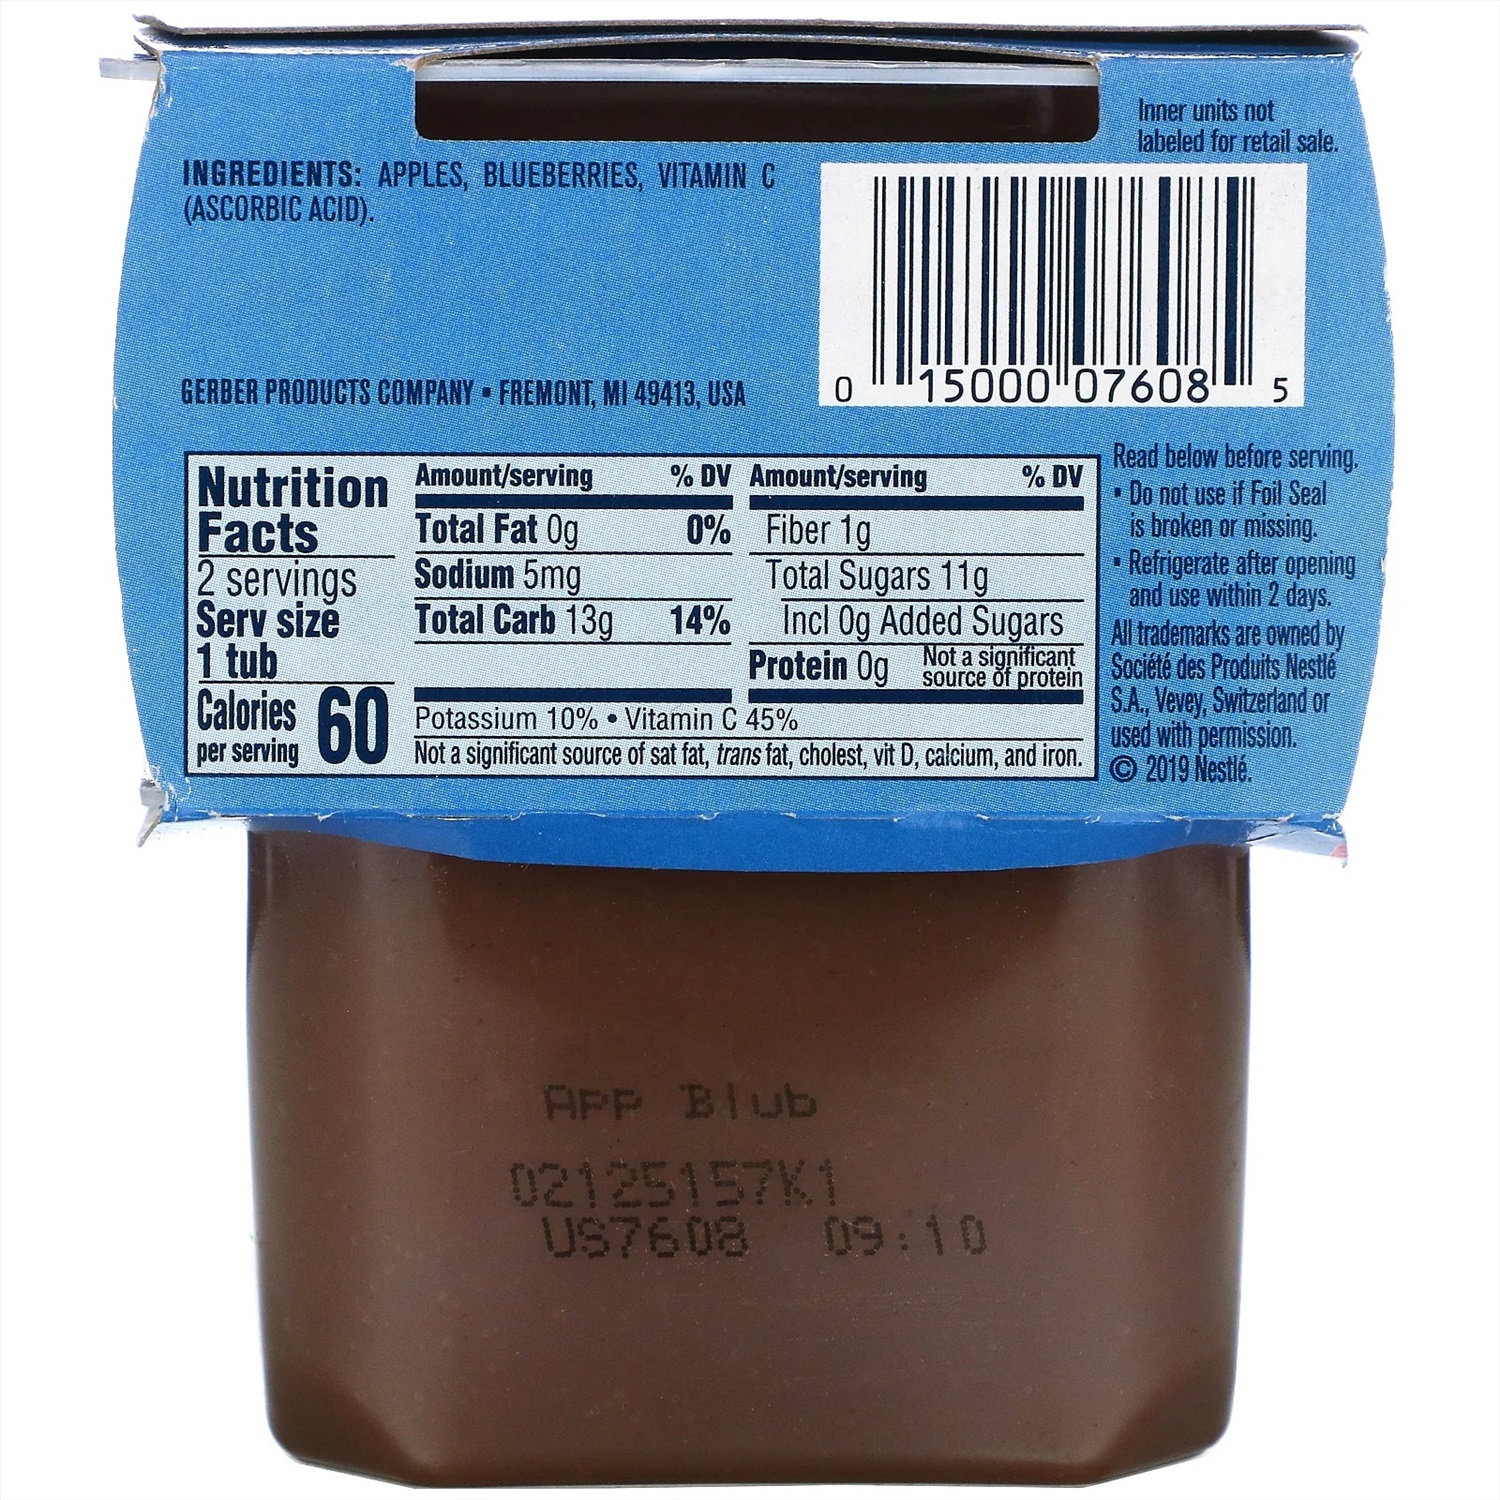 Inner units not
labeled for retail sale.
INGREDIENTS: APPLES, BLUEBERRIES, VITAMIN C
(ASCORBIC ACID).
0 15000 07608 5
GERBER PRODUCTS COMPANY ▪ FREMONT, MI 49413, USA
Nutrition
Facts
2 servings
Serv size
1 tub
Calories 60
per serving
Amount/serving % DV
Total Fat 0g 0%
Sodium 5mg
Total Carb 13g 14%
Amount/serving % DV
Fiber 1g
Total Sugars 11g
Incl 0g Added Sugars
Protein 0g Not a significant
source of protein
Potassium 10% • Vitamin C 45%
Not a significant source of sat fat, trans fat, cholest, vit D, calcium, and iron.
Read below before serving.
• Do not use if Foil Seal
is broken or missing.
• Refrigerate after opening
and use within 2 days.
All trademarks are owned by
Société des Produits Nestlé
S.A., Vevey, Switzerland or
used with permission.
© 2019 Nestlé.
APP Blub
02125157K1
US7608 09:10